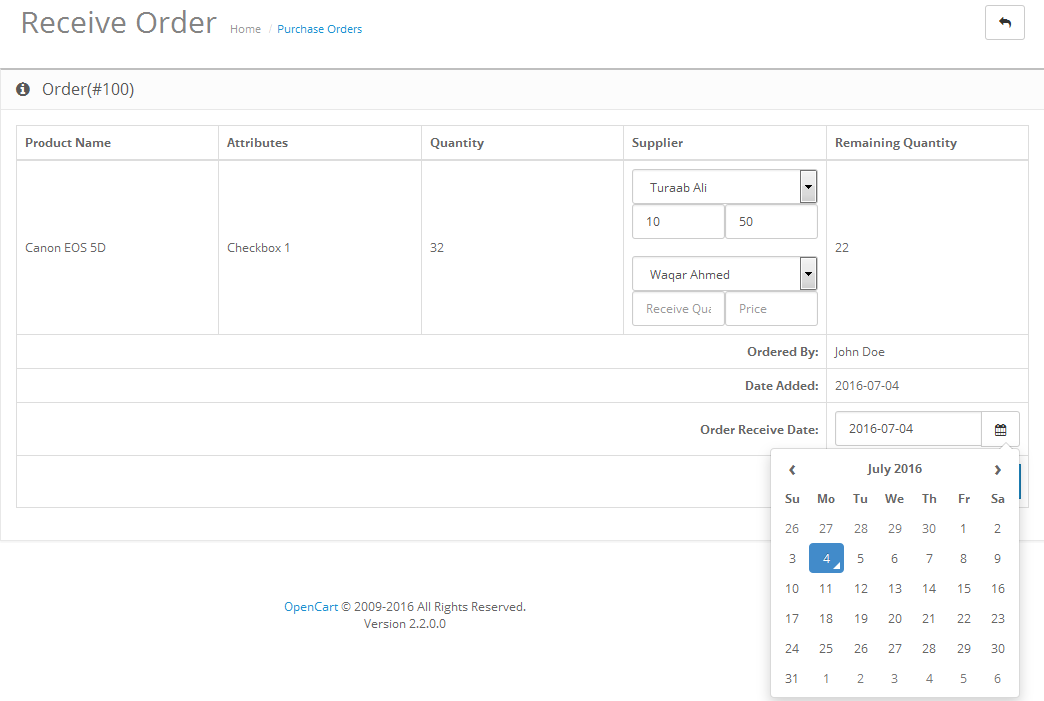 Receive Order Home / Purchase Orders
Order(#100)
Product Name Attributes Quantity Supplier Remaining Quantity
Turaab Ali
10 50
Canon EOS 5D Checkbox 1 32 22
Waqar Ahmed
Receive Qua Price
Ordered By: John Doe
Date Added: 2016-07-04
Order Receive Date: 2016-07-04
‹ July 2016 ›
Su Mo Tu We Th Fr Sa
26 27 28 29 30 1 2
3 4 5 6 7 8 9
10 11 12 13 14 15 16
17 18 19 20 21 22 23
24 25 26 27 28 29 30
31 1 2 3 4 5 6
OpenCart © 2009-2016 All Rights Reserved.
Version 2.2.0.0